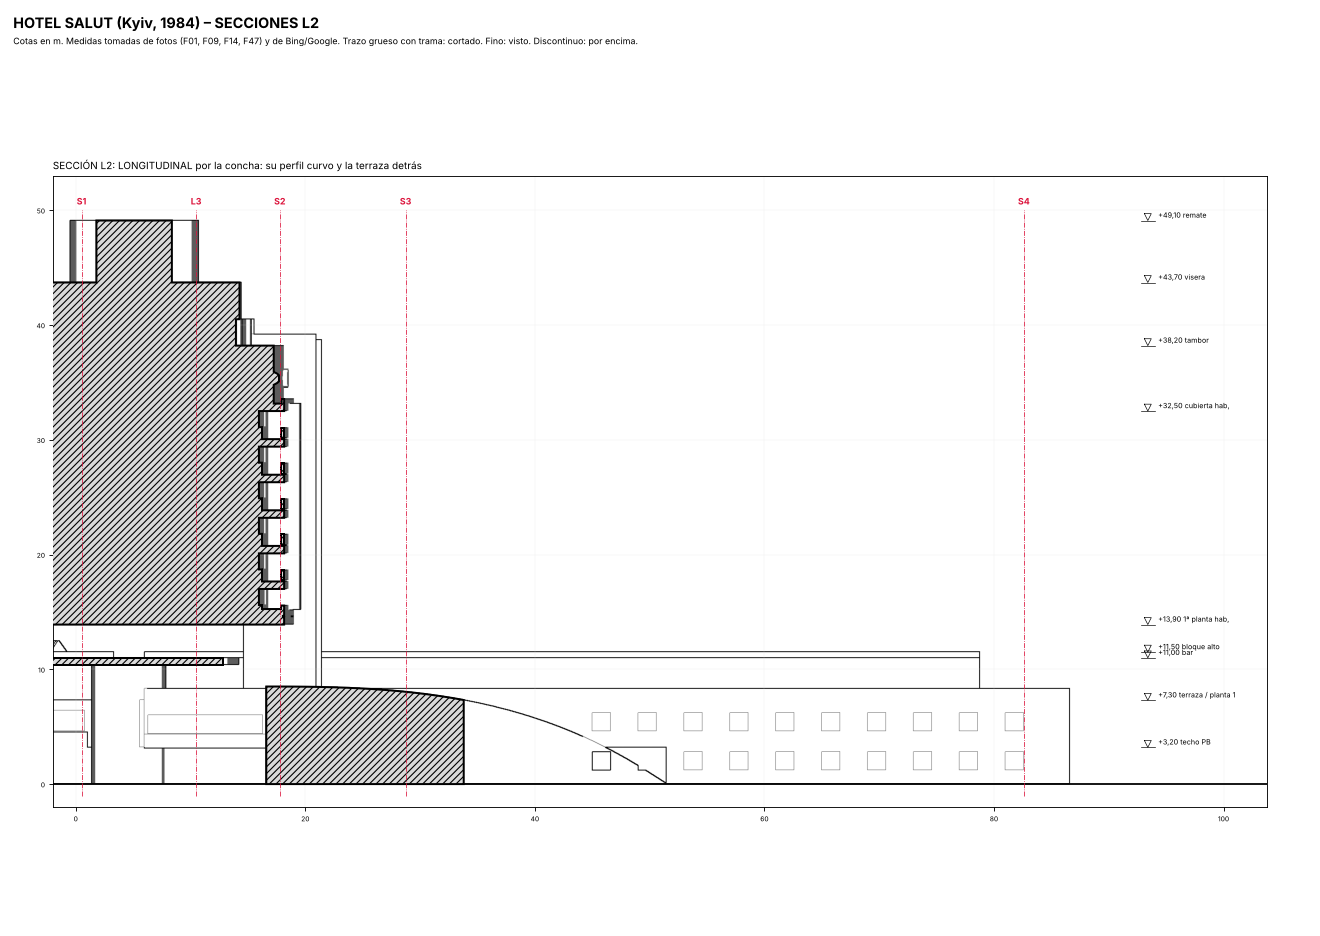 HOTEL SALUT (Kyiv, 1984) – SECCIONES L2
Cotas en m. Medidas tomadas de fotos (F01, F09, F14, F47) y de Bing/Google. Trazo grueso con trama: cortado. Fino: visto. Discontinuo: por encima.
SECCIÓN L2: LONGITUDINAL por la concha: su perfil curvo y la terraza detrás
S1 L3 S2 S3 S4
50
+49,10 remate
+43,70 visera
40
+38,20 tambor
+32,50 cubierta hab,
30
20
+13,90 1ª planta hab,
+11,50 bloque alto
+11,00 bar
10
+7,30 terraza / planta 1
+3,20 techo PB
0
0 20 40 60 80 100